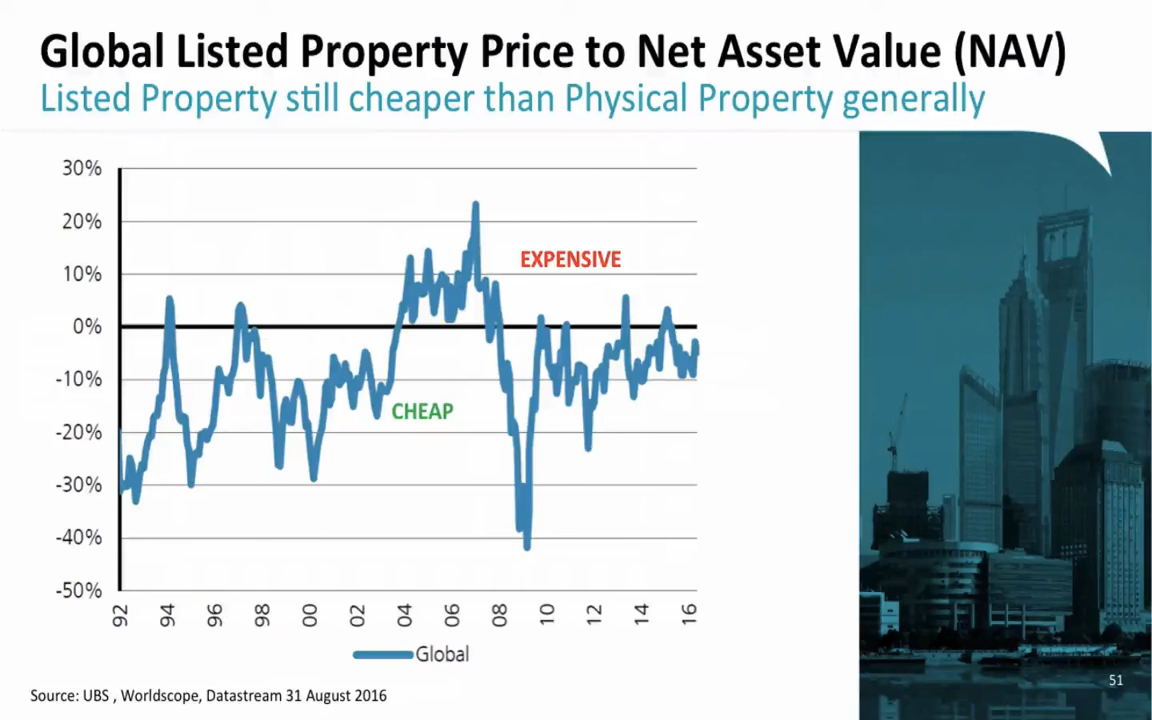 Global Listed Property Price to Net Asset Value (NAV)
Listed Property still cheaper than Physical Property generally
30%
20%
10%
0%
-10%
-20%
-30%
-40%
-50%
EXPENSIVE
CHEAP
92 94 96 98 00 02 04 06 08 10 12 14 15 16
Global
Source: UBS , Worldscope, Datastream 31 August 2016
51